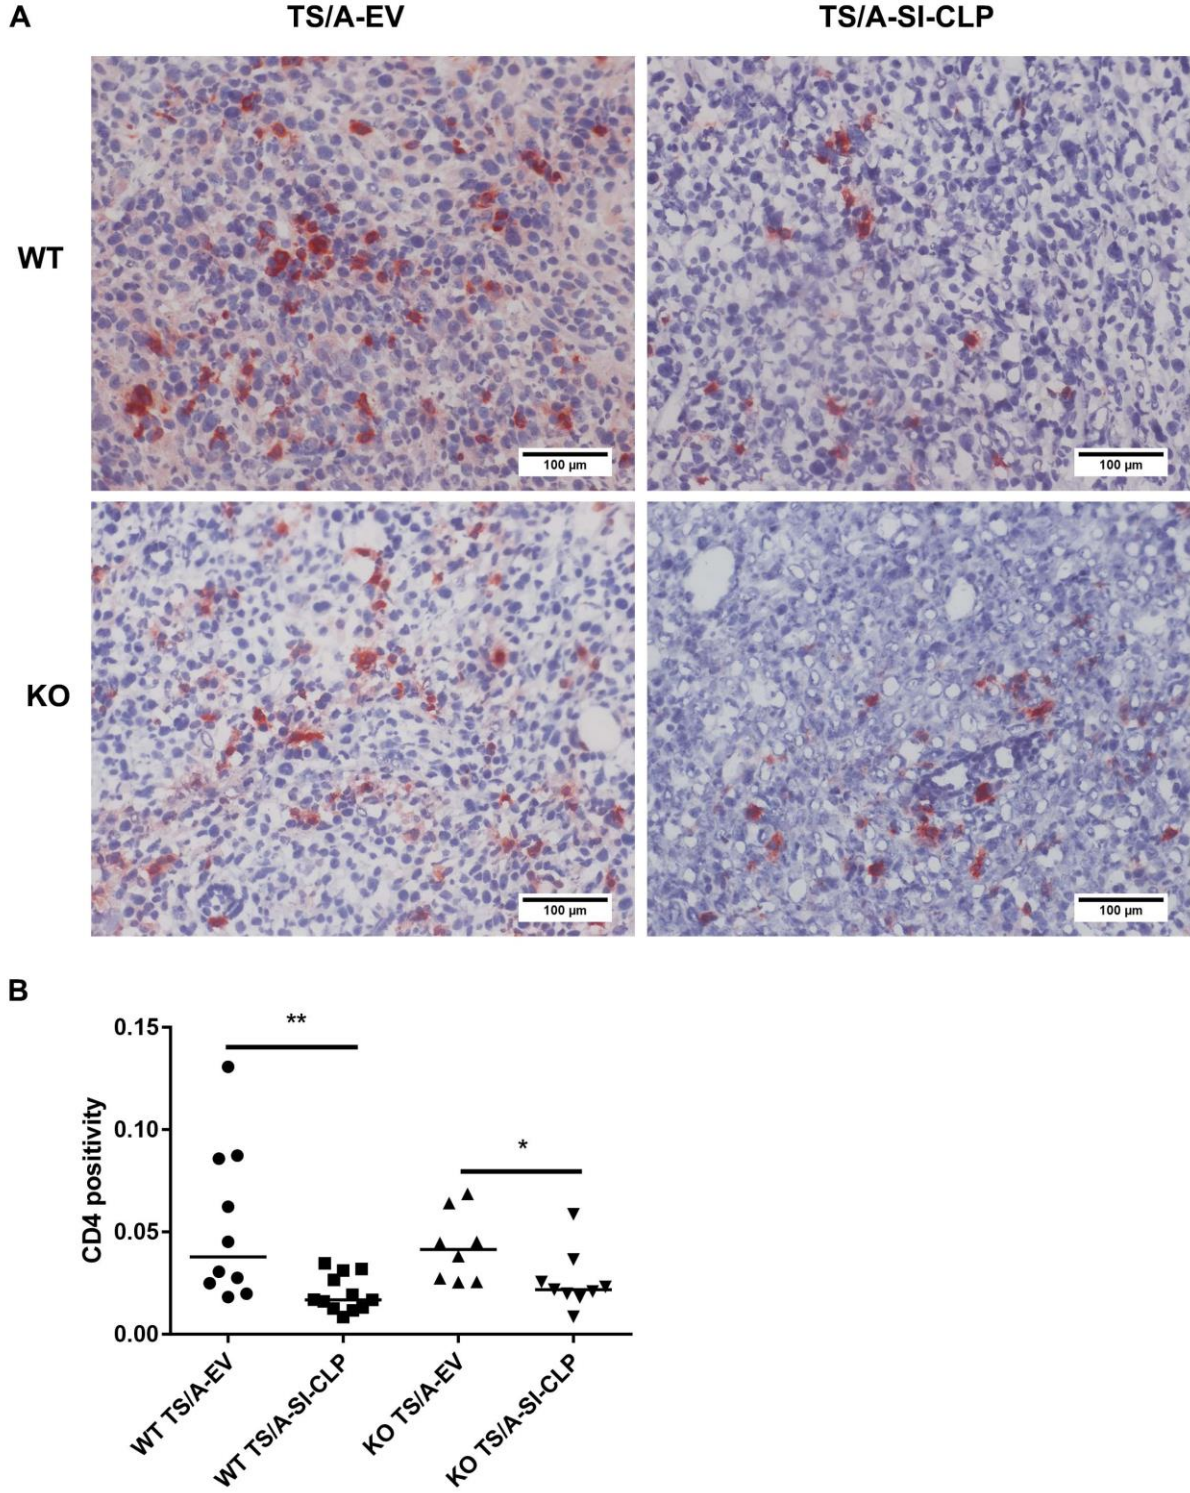 A
TS/A-EV
TS/A-SI-CLP
WT
100 µm
100 µm
KO
100 µm
100 µm
B
CD4 positivity
0.15
0.10
0.05
0.00
**
*
WT TS/A-EV
WT TS/A-SI-CLP
KO TS/A-EV
KO TS/A-SI-CLP